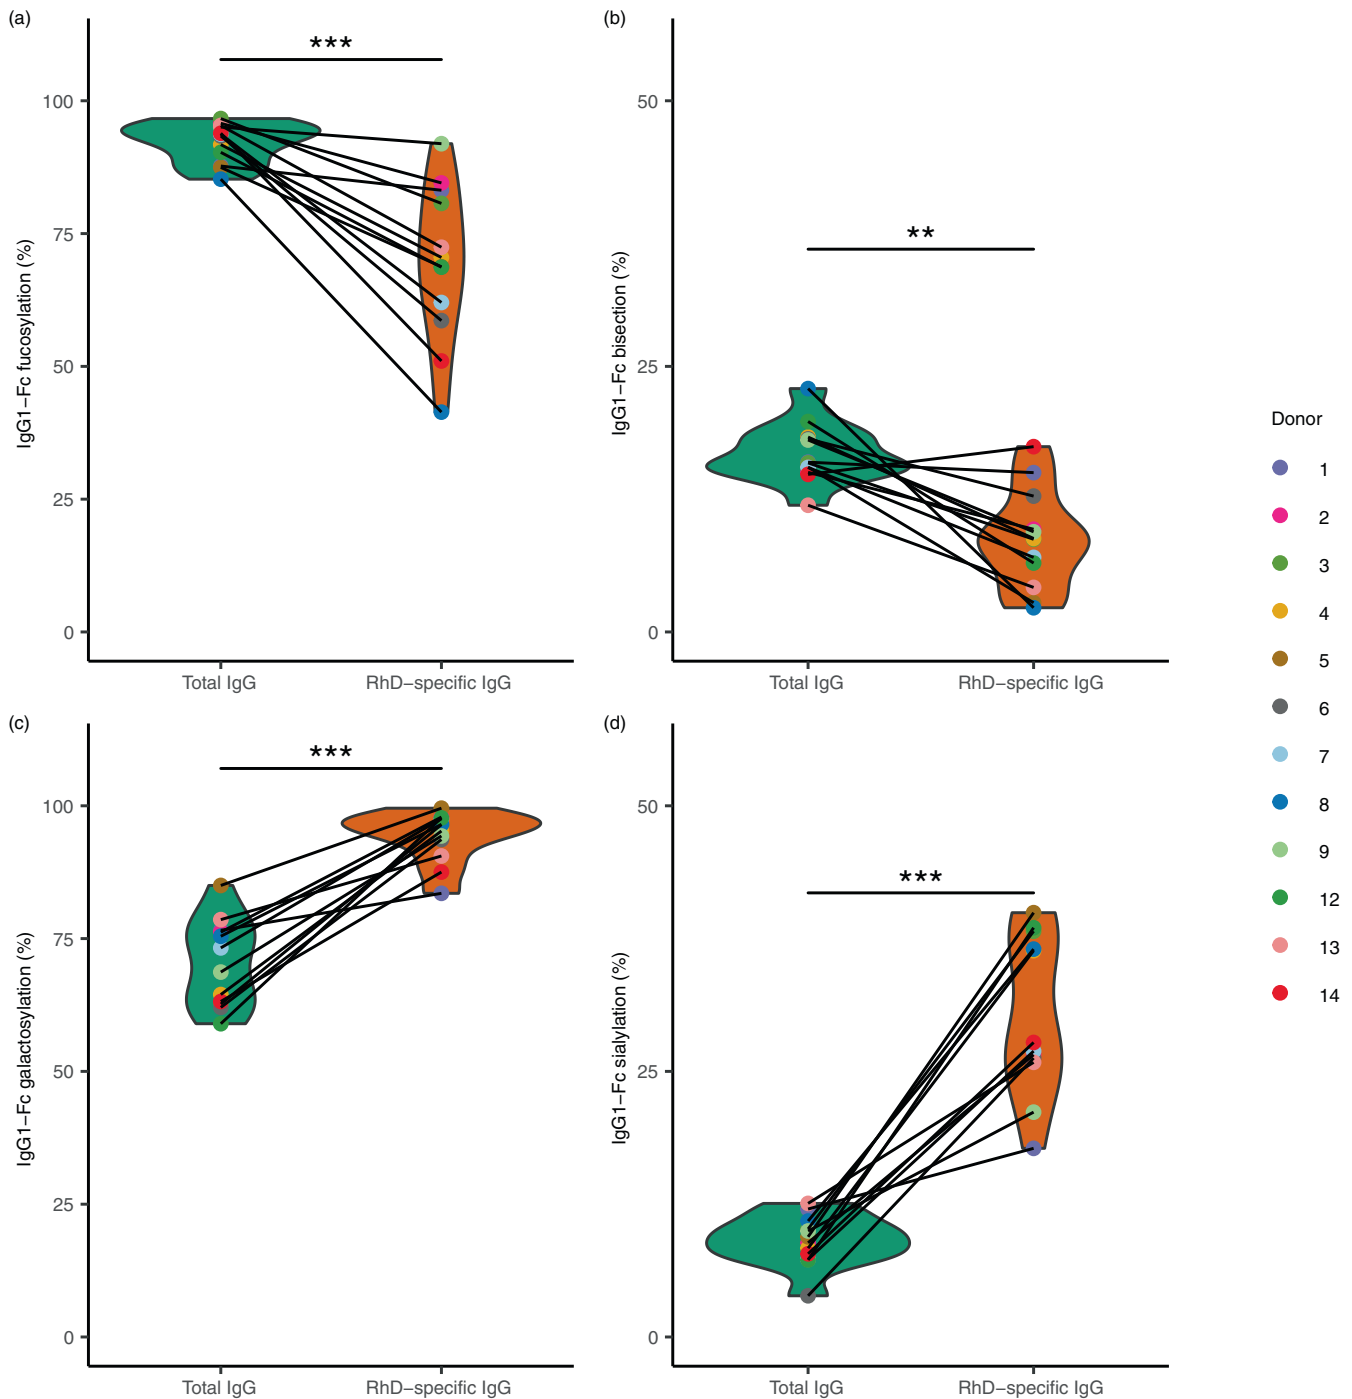 (a)
***
100
75
50
25
0
IgG1−Fc fucosylation (%)
Total IgG
RhD−specific IgG
(b)
**
50
25
0
IgG1−Fc bisection (%)
Total IgG
RhD−specific IgG
(c)
***
100
75
50
25
0
IgG1−Fc galactosylation (%)
Total IgG
RhD−specific IgG
(d)
***
50
25
0
IgG1−Fc sialylation (%)
Total IgG
RhD−specific IgG
Donor
1
2
3
4
5
6
7
8
9
12
13
14